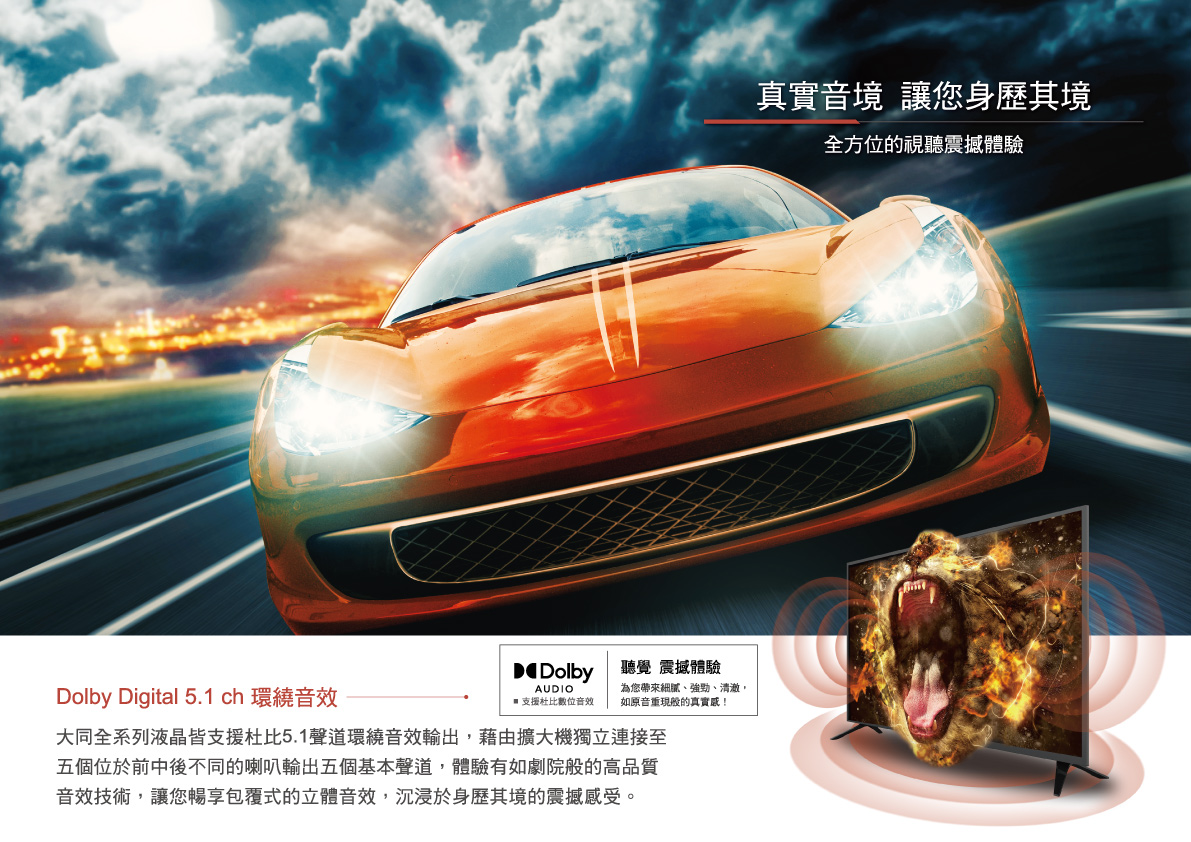 真實音境 讓您身歷其境
全方位的視聽震撼體驗
Dolby
AUDIO
■ 支援杜比數位音效
聽覺 震撼體驗
為您帶來細膩、強勁、清澈，
如原音重現般的真實感！
Dolby Digital 5.1 ch 環繞音效
大同全系列液晶皆支援杜比5.1聲道環繞音效輸出，藉由擴大機獨立連接至
五個位於前中後不同的喇叭輸出五個基本聲道，體驗有如劇院般的高品質
音效技術，讓您暢享包覆式的立體音效，沉浸於身歷其境的震撼感受。